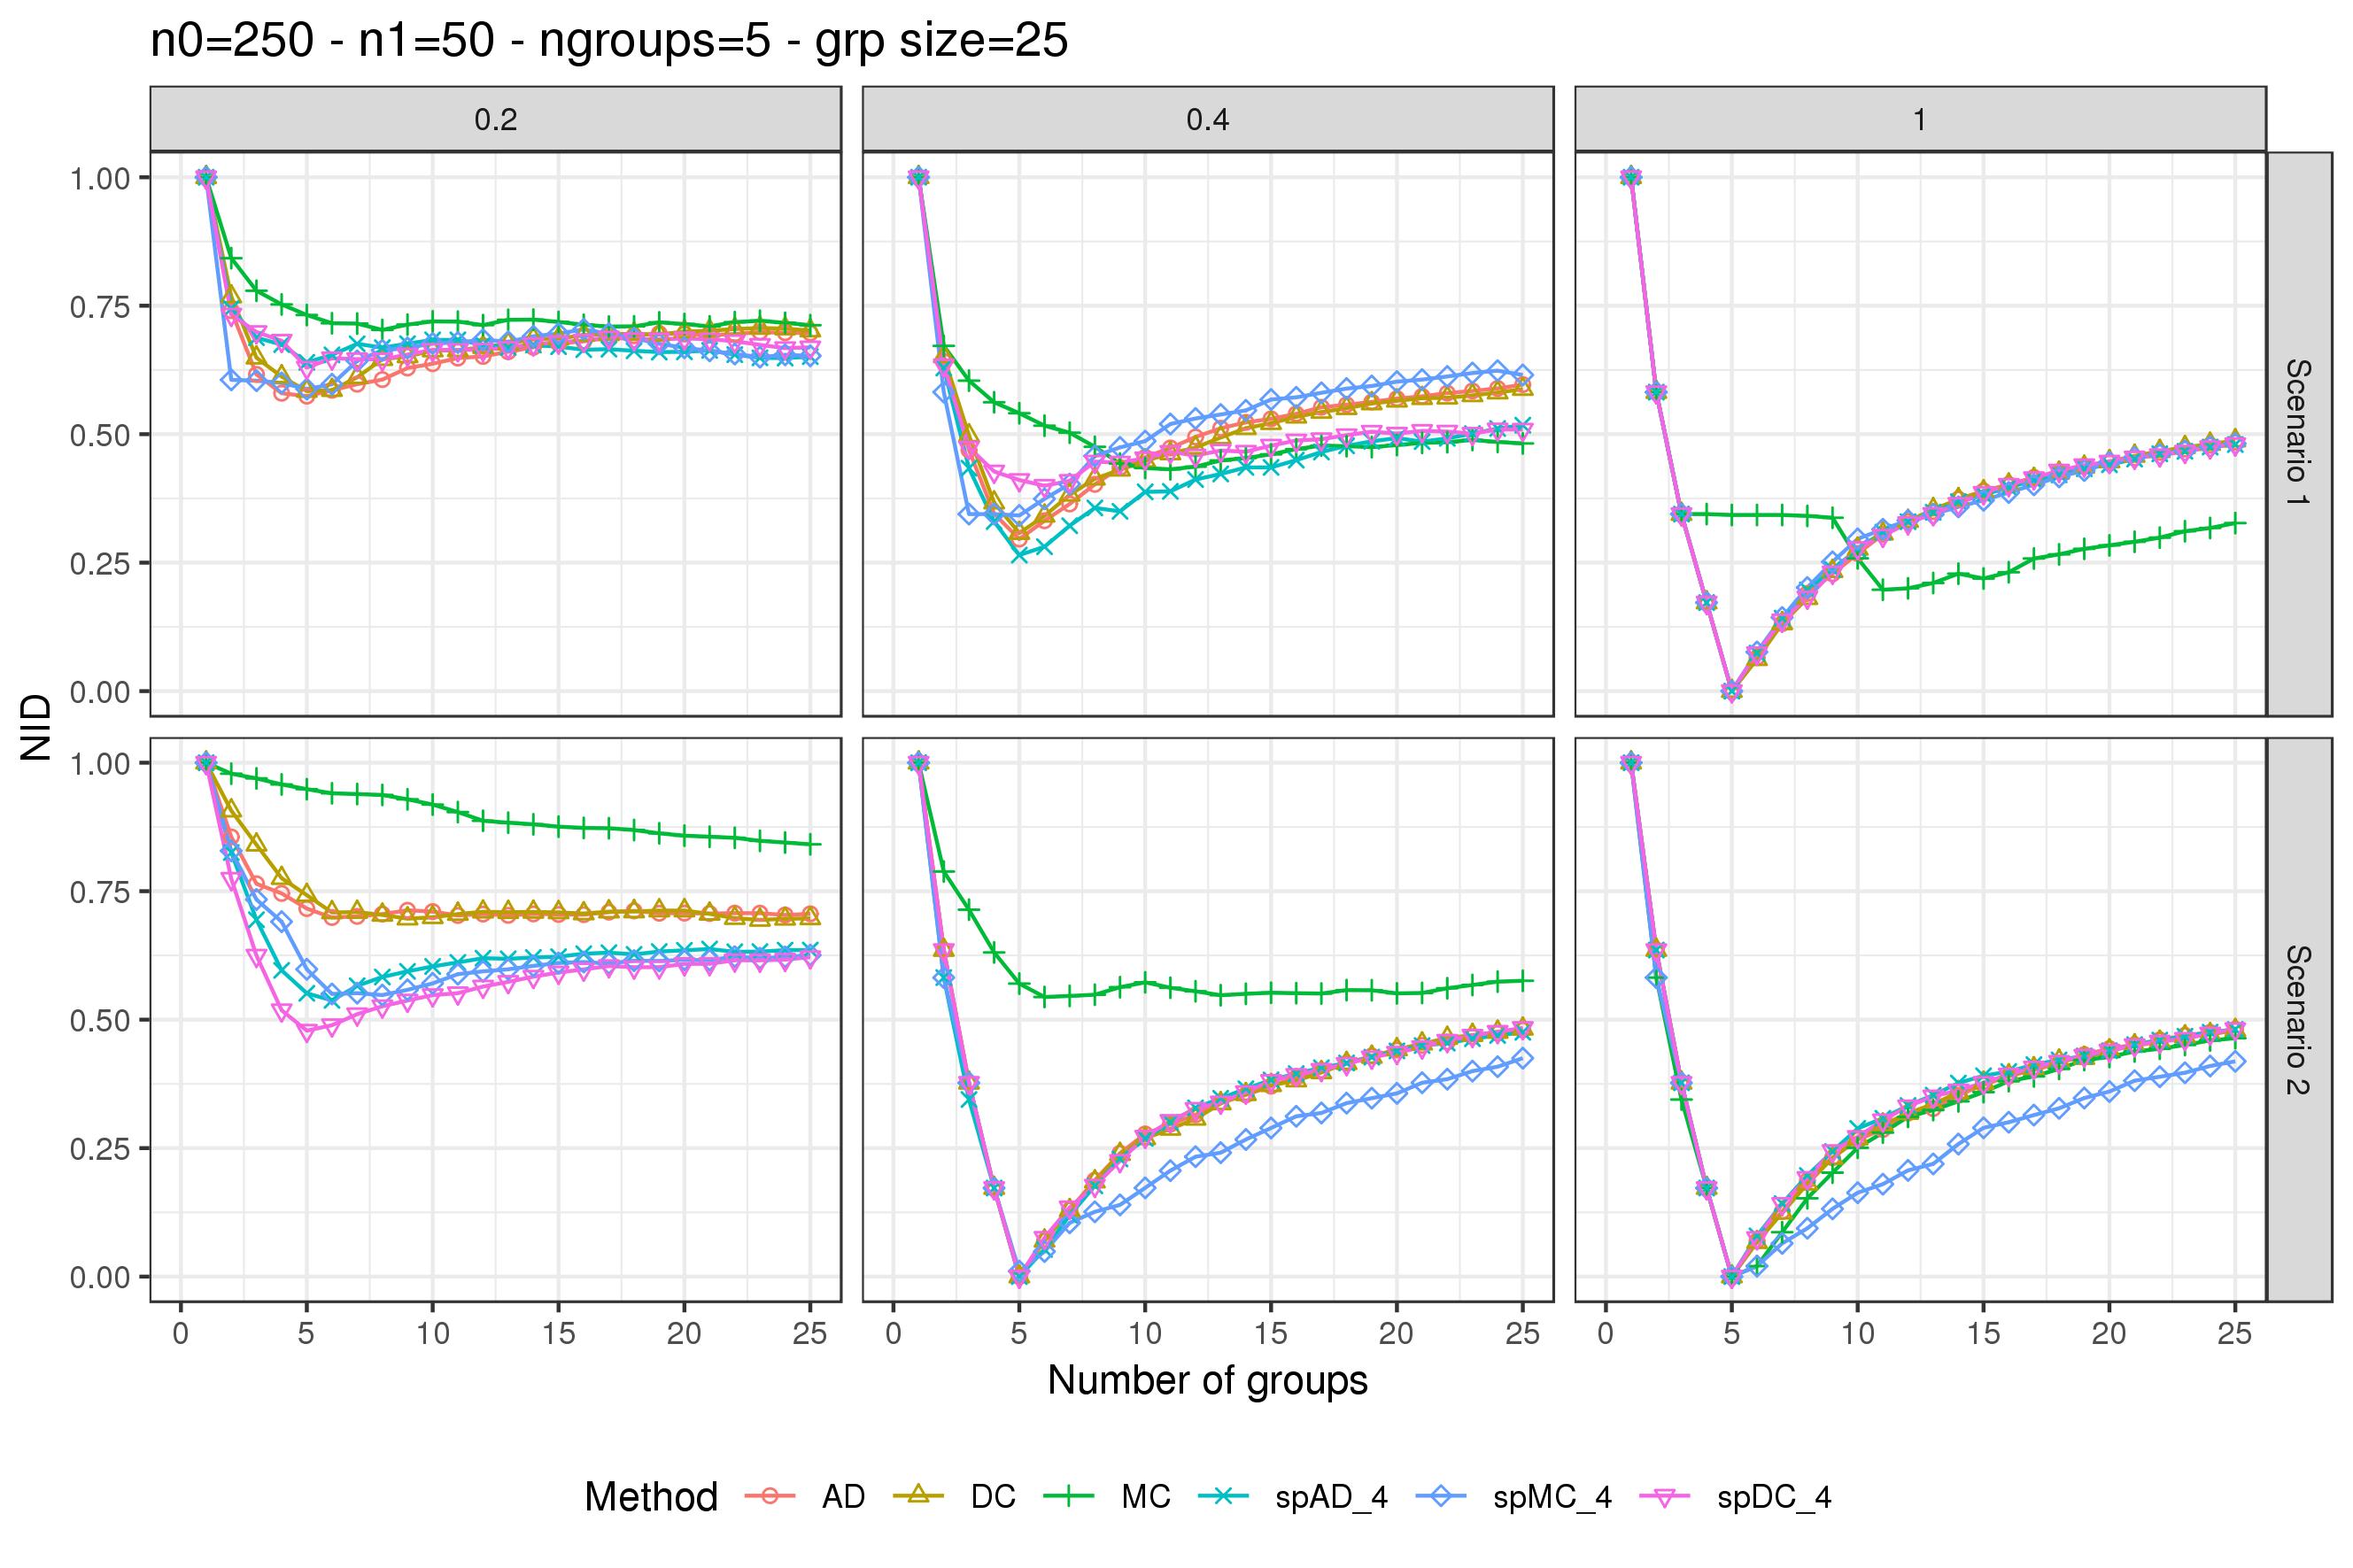 n0=250 - n1=50 - ngroups=5 - grp size=25
0.2 0.4 1
1.00
0.75
0.50
0.25
0.00
Scenario 1
NID
1.00
0.75
0.50
0.25
0.00
Scenario 2
0 5 10 15 20 25 0 5 10 15 20 25 0 5 10 15 20 25
Number of groups
Method AD DC MC spAD_4 spMC_4 spDC_4